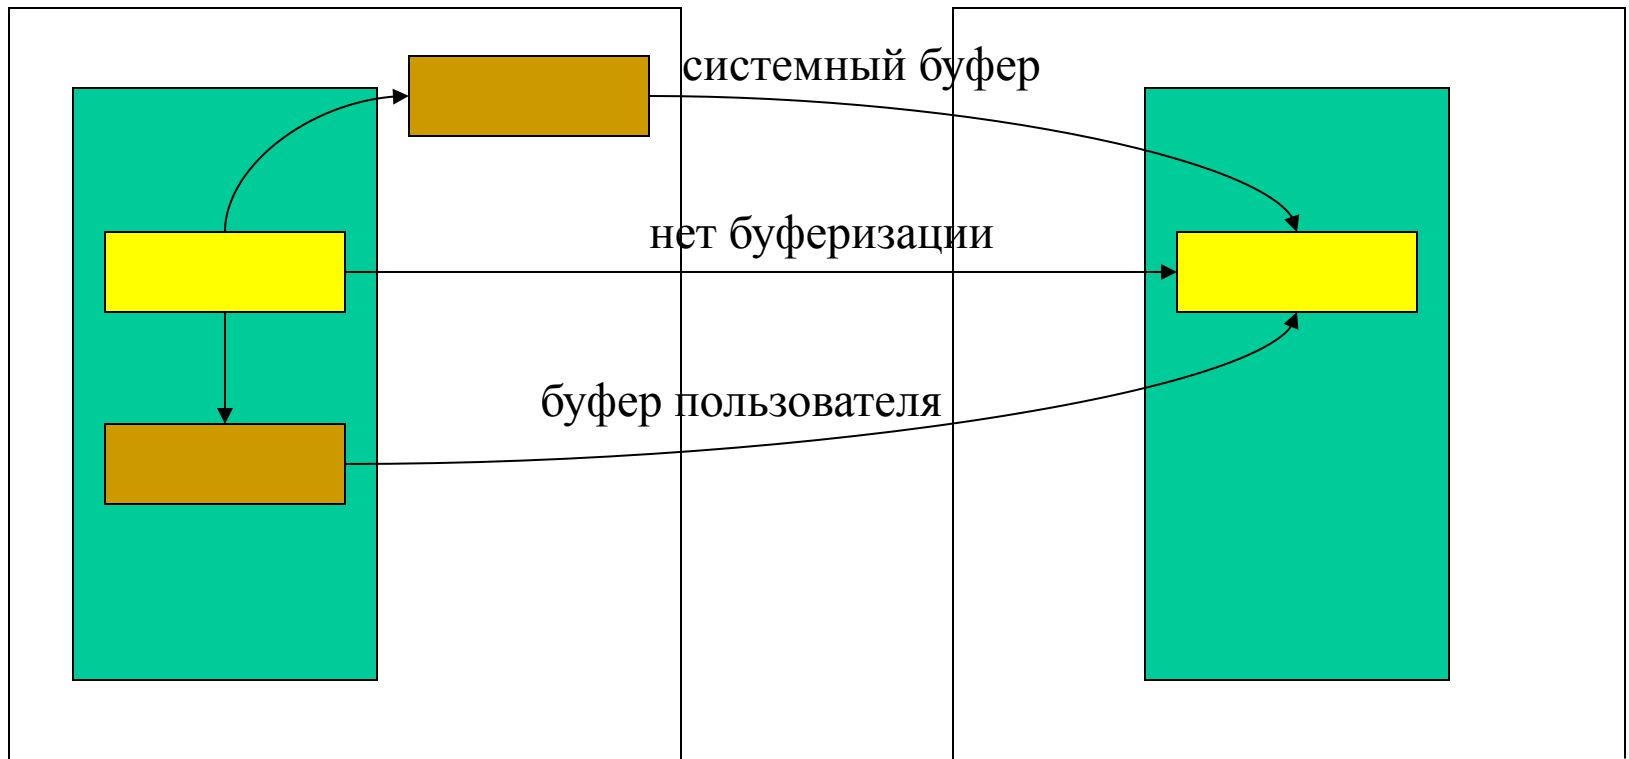 системный буфер
нет буферизации
буфер пользователя